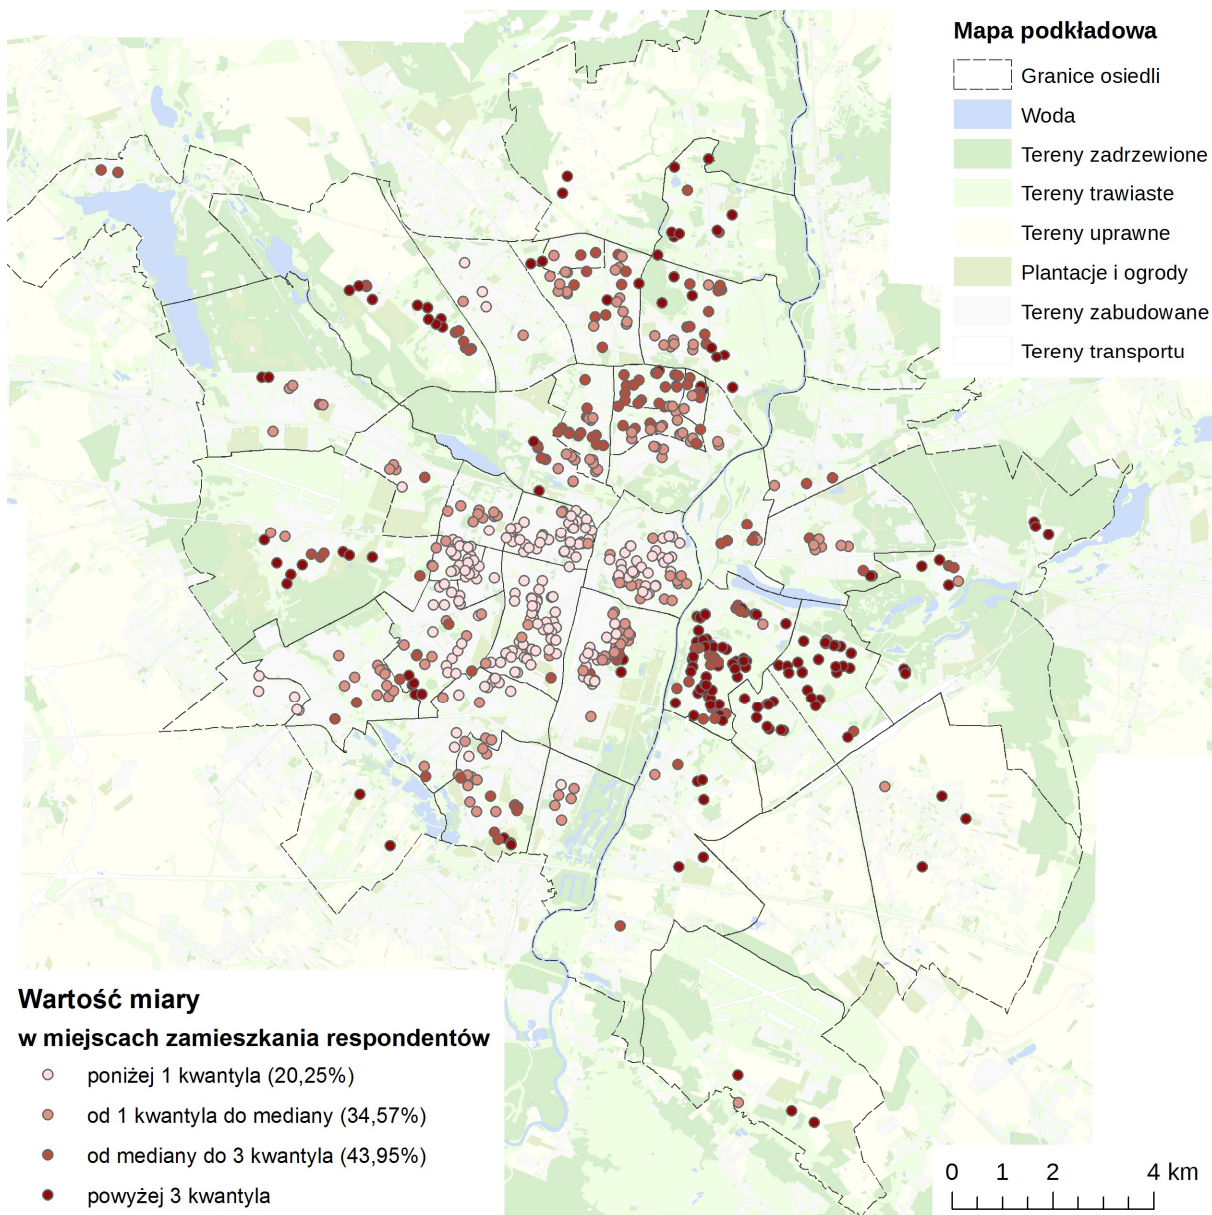 Mapa podkładowa
Granice osiedli
Woda
Tereny zadrzewione
Tereny trawiaste
Tereny uprawne
Plantacje i ogrody
Tereny zabudowane
Tereny transportu
Wartość miary
w miejscach zamieszkania respondentów
poniżej 1 kwantyla (20,25%)
od 1 kwantyla do mediany (34,57%)
od mediany do 3 kwantyla (43,95%)
powyżej 3 kwantyla
0 1 2 4 km